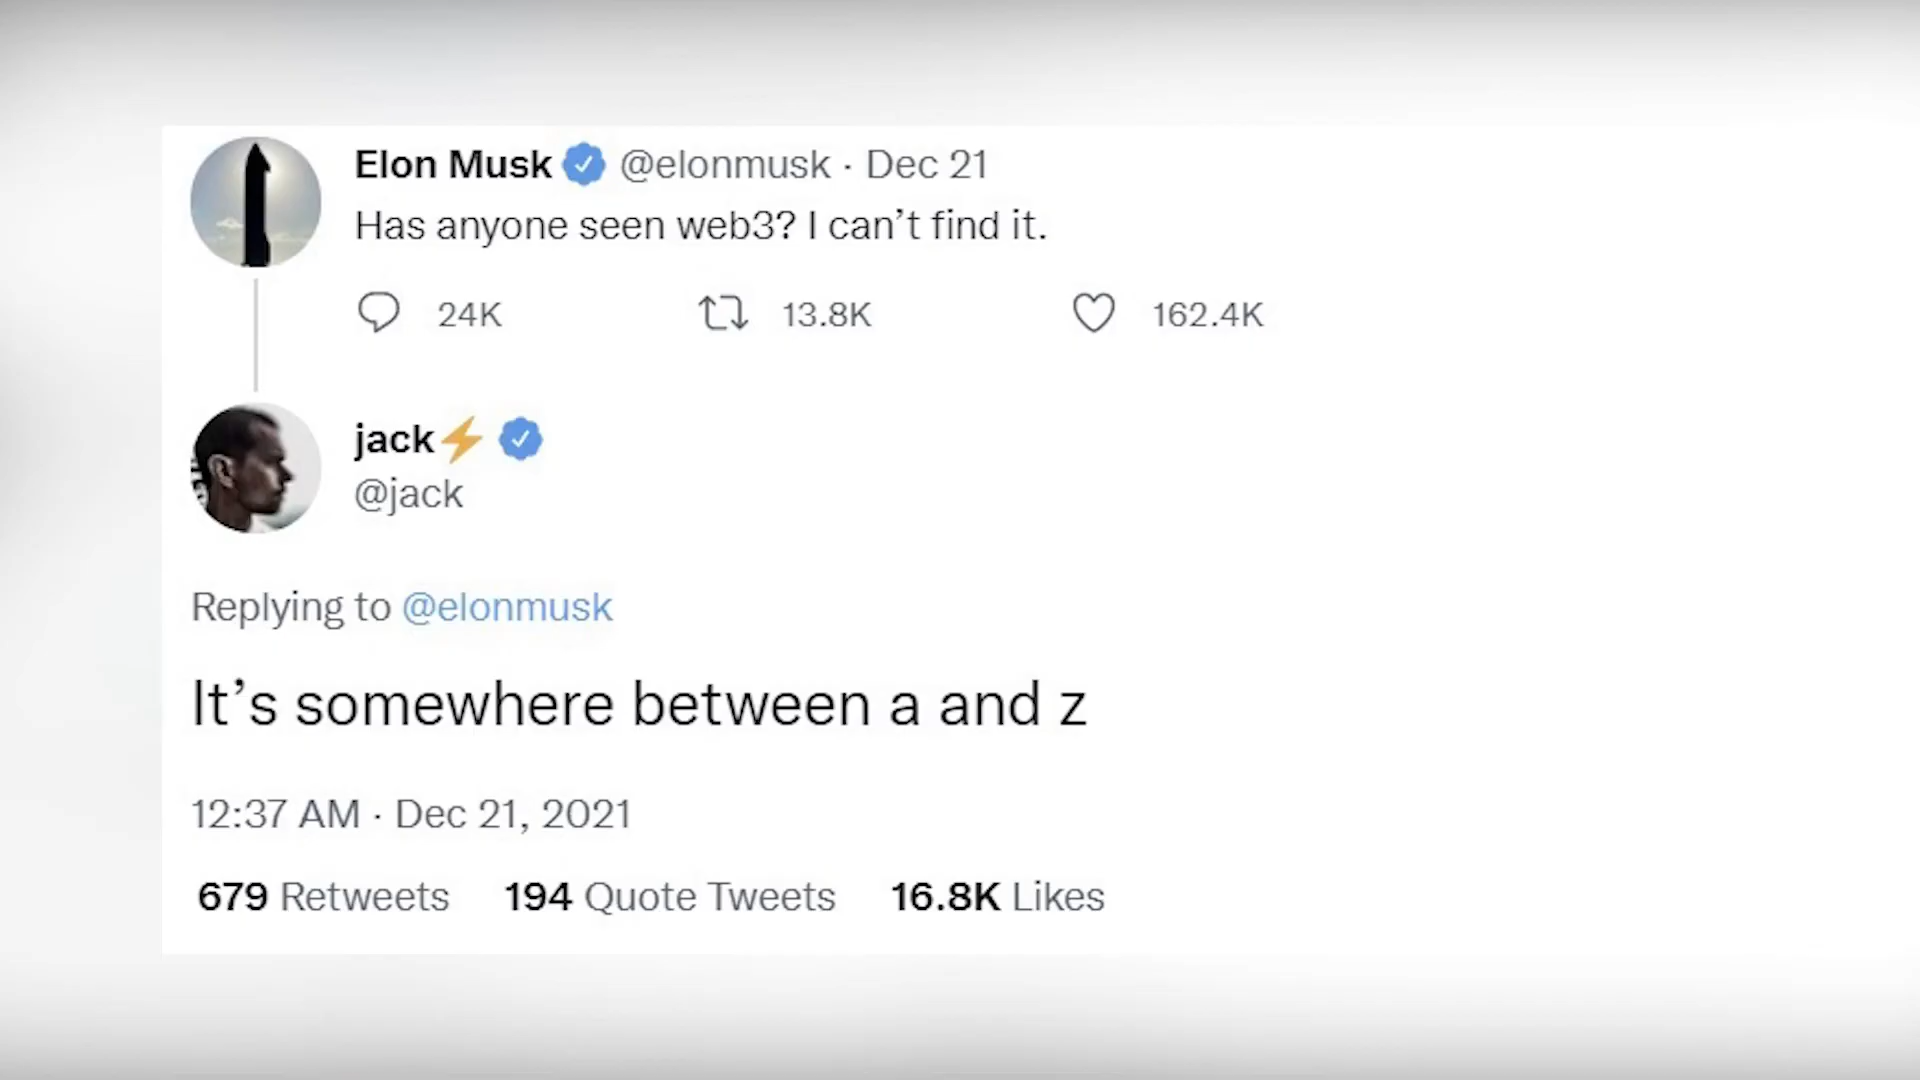 Elon Musk @elonmusk · Dec 21
Has anyone seen web3? I can’t find it.
24K 13.8K 162.4K
jack⚡
@jack
Replying to @elonmusk
It’s somewhere between a and z
12:37 AM · Dec 21, 2021
679 Retweets 194 Quote Tweets 16.8K Likes